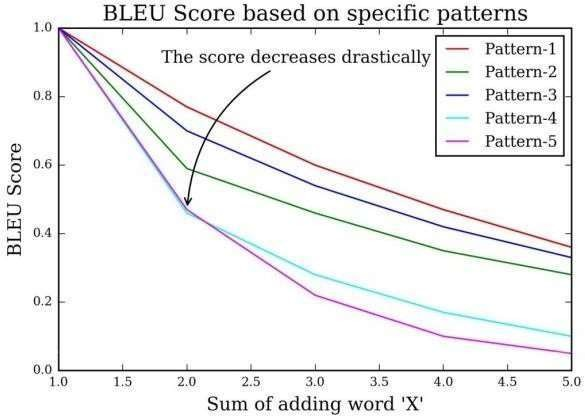 BLEU Score based on specific patterns
The score decreases drastically
Pattern-1
Pattern-2
Pattern-3
Pattern-4
Pattern-5
BLEU Score
1.0
0.8
0.6
0.4
0.2
0.0
1.0 1.5 2.0 2.5 3.0 3.5 4.0 4.5 5.0
Sum of adding word 'X'